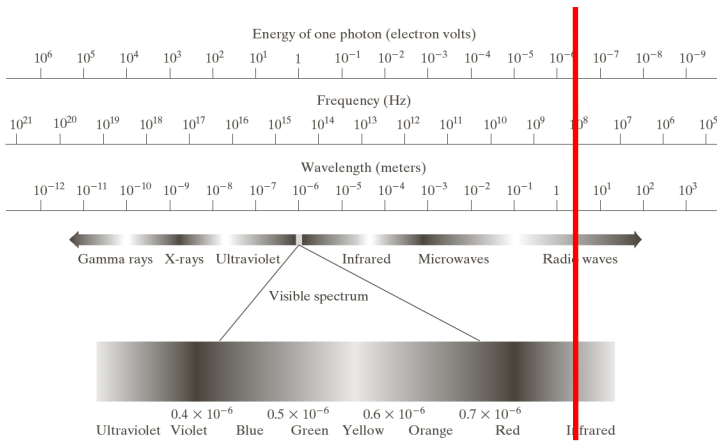 Energy of one photon (electron volts)
10⁶ 10⁵ 10⁴ 10³ 10² 10¹ 1 10⁻¹ 10⁻² 10⁻³ 10⁻⁴ 10⁻⁵ 10⁻⁶ 10⁻⁷ 10⁻⁸ 10⁻⁹
Frequency (Hz)
10²¹ 10²⁰ 10¹⁹ 10¹⁸ 10¹⁷ 10¹⁶ 10¹⁵ 10¹⁴ 10¹³ 10¹² 10¹¹ 10¹⁰ 10⁹ 10⁸ 10⁷ 10⁶ 10⁵
Wavelength (meters)
10⁻¹² 10⁻¹¹ 10⁻¹⁰ 10⁻⁹ 10⁻⁸ 10⁻⁷ 10⁻⁶ 10⁻⁵ 10⁻⁴ 10⁻³ 10⁻² 10⁻¹ 1 10¹ 10² 10³
Gamma rays X-rays Ultraviolet Infrared Microwaves Radio waves
Visible spectrum
0.4 × 10⁻⁶ 0.5 × 10⁻⁶ 0.6 × 10⁻⁶ 0.7 × 10⁻⁶
Ultraviolet Violet Blue Green Yellow Orange Red Infrared